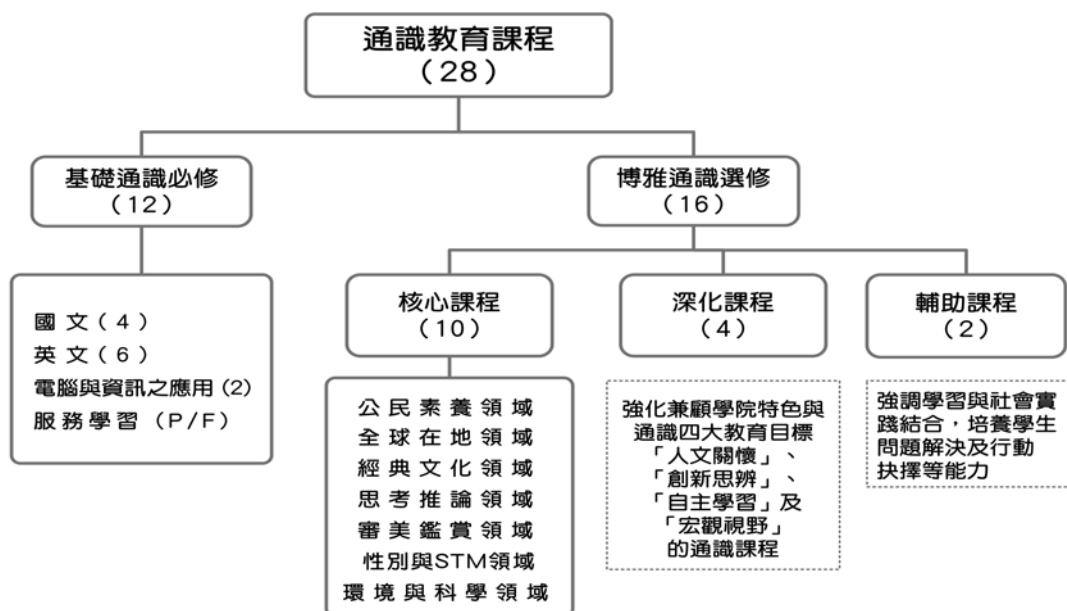 通識教育課程
(28)
基礎通識必修
(12)
博雅通識選修
(16)
國文(4)
英文(6)
電腦與資訊之應用(2)
服務學習 (P/F)
核心課程
(10)
深化課程
(4)
輔助課程
(2)
公民素養領域
全球在地領域
經典文化領域
思考推論領域
審美鑑賞領域
性別與STM領域
環境與科學領域
強化兼顧學院特色與
通識四大教育目標
「人文關懷」、
「創新思辨」、
「自主學習」及
「宏觀視野」
的通識課程
強調學習與社會實
踐結合，培養學生
問題解決及行動
抉擇等能力